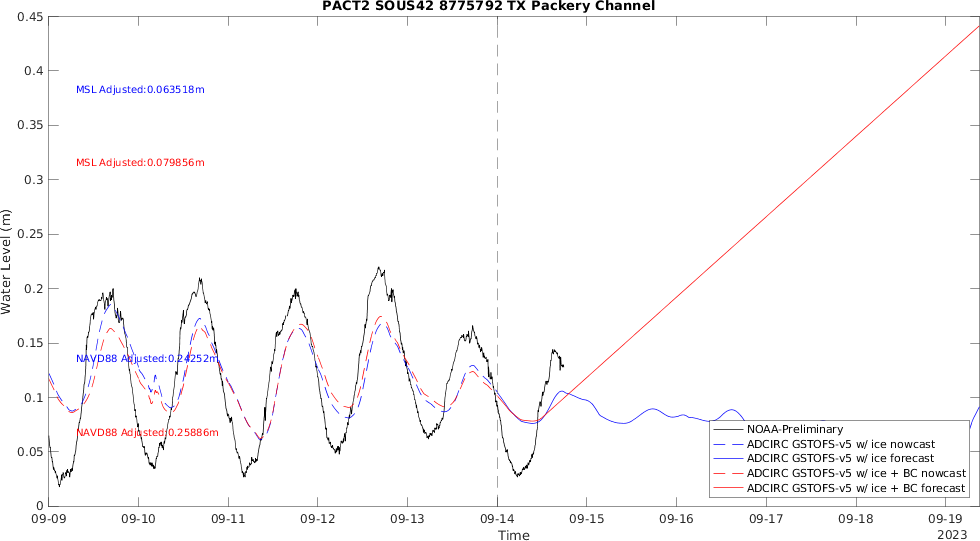 PACT2 SOUS42 8775792 TX Packery Channel
Water Level (m)
0.45
0.4
0.35
0.3
0.25
0.2
0.15
0.1
0.05
0
MSL Adjusted:0.063518m
MSL Adjusted:0.079856m
NAVD88 Adjusted:0.24252m
NAVD88 Adjusted:0.25886m
NOAA-Preliminary
ADCIRC GSTOFS-v5 w/ ice nowcast
ADCIRC GSTOFS-v5 w/ ice forecast
ADCIRC GSTOFS-v5 w/ ice + BC nowcast
ADCIRC GSTOFS-v5 w/ ice + BC forecast
09-09 09-10 09-11 09-12 09-13 09-14 09-15 09-16 09-17 09-18 09-19
Time
2023